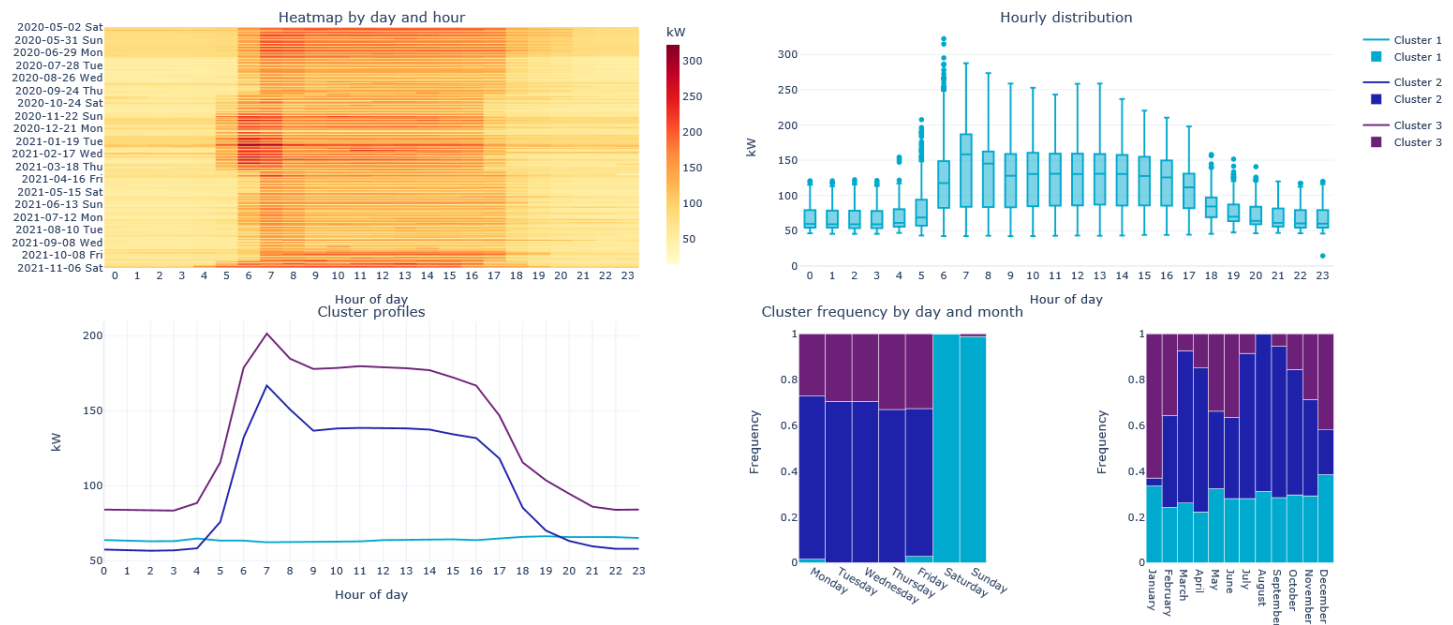 Heatmap by day and hour
2020-05-02 Sat
2020-05-31 Sun
2020-06-29 Mon
2020-07-28 Tue
2020-08-26 Wed
2020-09-24 Thu
2020-10-24 Sat
2020-11-22 Sun
2020-12-21 Mon
2021-01-19 Tue
2021-02-17 Wed
2021-03-18 Thu
2021-04-16 Fri
2021-05-15 Sat
2021-06-13 Sun
2021-07-12 Mon
2021-08-10 Tue
2021-09-08 Wed
2021-10-08 Fri
2021-11-06 Sat
0 1 2 3 4 5 6 7 8 9 10 11 12 13 14 15 16 17 18 19 20 21 22 23
Hour of day
kW
300
250
200
150
100
50
Hourly distribution
kW
300
250
200
150
100
50
0
0 1 2 3 4 5 6 7 8 9 10 11 12 13 14 15 16 17 18 19 20 21 22 23
Hour of day
Cluster 1
Cluster 1
Cluster 2
Cluster 2
Cluster 3
Cluster 3
Cluster profiles
kW
200
150
100
50
0 1 2 3 4 5 6 7 8 9 10 11 12 13 14 15 16 17 18 19 20 21 22 23
Hour of day
Cluster frequency by day and month
Frequency
1
0.8
0.6
0.4
0.2
0
Monday
Tuesday
Wednesday
Thursday
Friday
Saturday
Sunday
Frequency
1
0.8
0.6
0.4
0.2
0
January
February
March
April
May
June
July
August
September
October
November
December